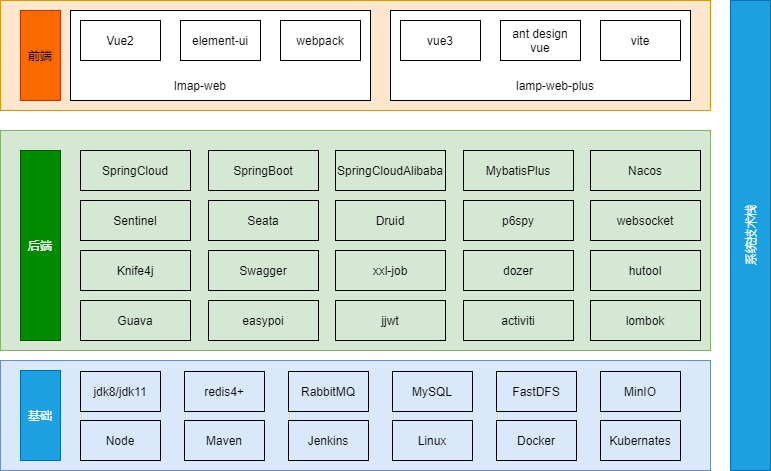 前端
Vue2
element-ui
webpack
lmap-web
vue3
ant design
vue
vite
lamp-web-plus
后端
SpringCloud
SpringBoot
SpringCloudAlibaba
MybatisPlus
Nacos
Sentinel
Seata
Druid
p6spy
websocket
Knife4j
Swagger
xxl-job
dozer
hutool
Guava
easypoi
jjwt
activiti
lombok
基础
jdk8/jdk11
redis4+
RabbitMQ
MySQL
FastDFS
MinIO
Node
Maven
Jenkins
Linux
Docker
Kubernates
系统技术栈